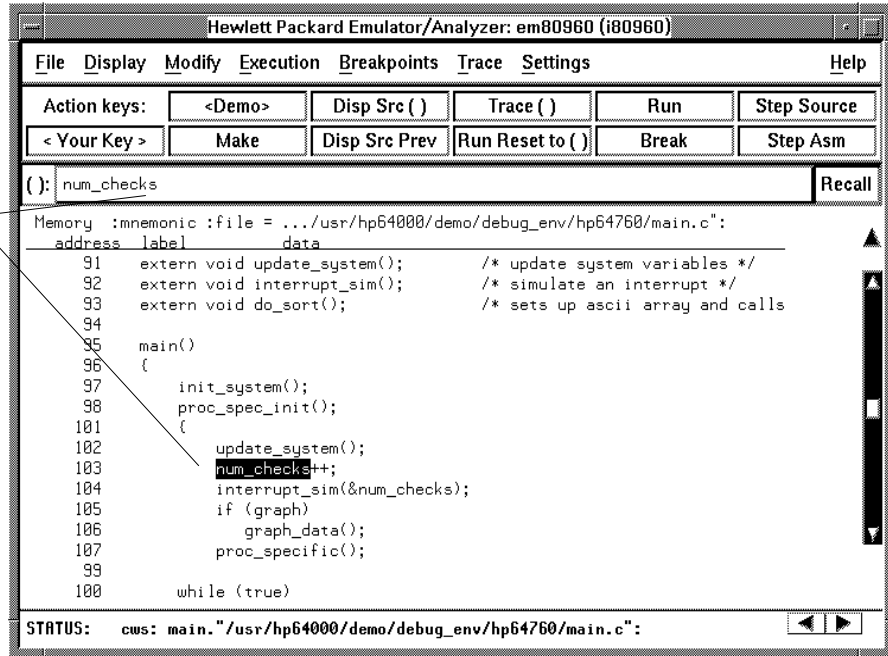 Hewlett Packard Emulator/Analyzer: em80960 (i80960)
File Display Modify Execution Breakpoints Trace Settings Help
Action keys: <Demo> Disp Src ( ) Trace ( ) Run Step Source
< Your Key > Make Disp Src Prev Run Reset to ( ) Break Step Asm
( ): num_checks Recall
Memory :mnemonic :file = .../usr/hp64000/demo/debug_env/hp64760/main.c":
address label data
91 extern void update_system(); /* update system variables */
92 extern void interrupt_sim(); /* simulate an interrupt */
93 extern void do_sort(); /* sets up ascii array and calls
94
95 main()
96 {
97 init_system();
98 proc_spec_init();
101 {
102 update_system();
103 num_checks++;
104 interrupt_sim(&num_checks);
105 if (graph)
106 graph_data();
107 proc_specific();
99
100 while (true)
STATUS: cws: main."/usr/hp64000/demo/debug_env/hp64760/main.c":